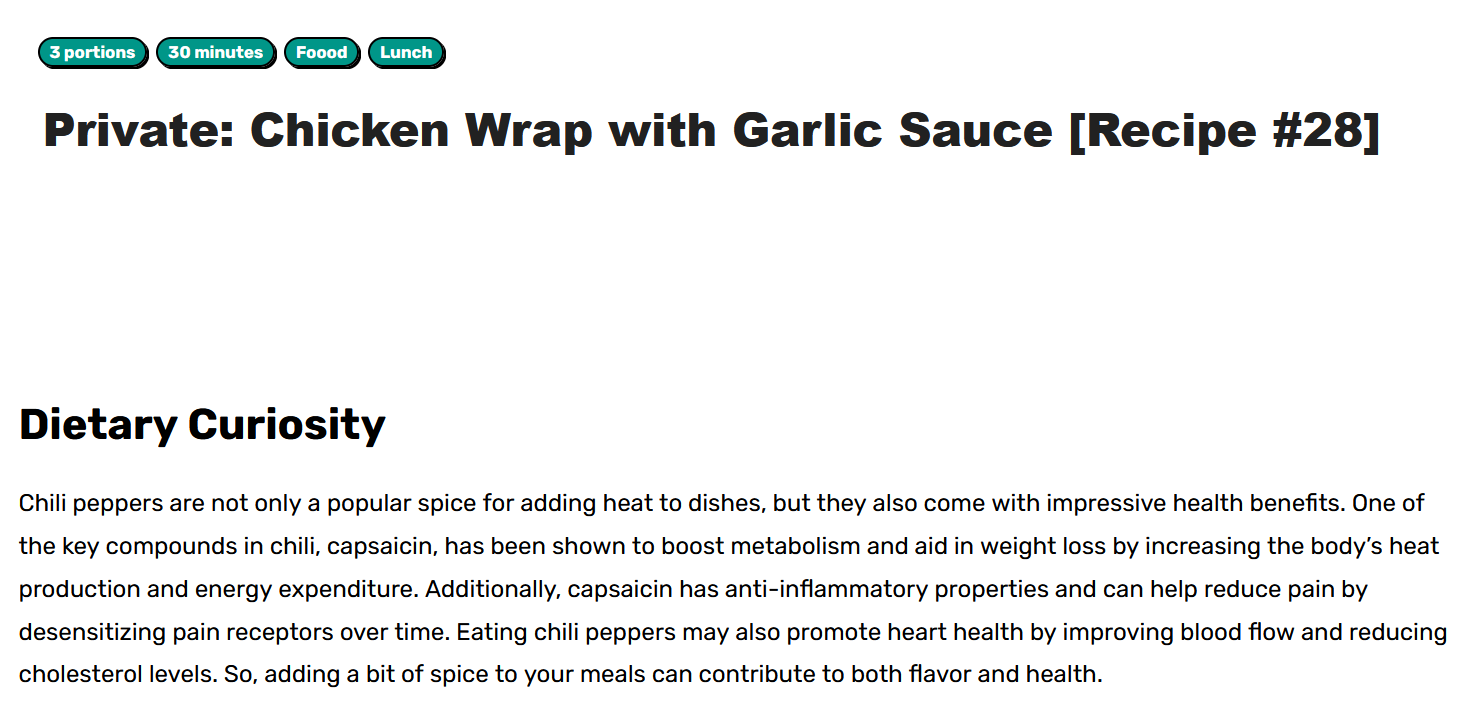 3 portions 30 minutes Foood Lunch
Private: Chicken Wrap with Garlic Sauce [Recipe #28]
Dietary Curiosity
Chili peppers are not only a popular spice for adding heat to dishes, but they also come with impressive health benefits. One of
the key compounds in chili, capsaicin, has been shown to boost metabolism and aid in weight loss by increasing the body’s heat
production and energy expenditure. Additionally, capsaicin has anti-inflammatory properties and can help reduce pain by
desensitizing pain receptors over time. Eating chili peppers may also promote heart health by improving blood flow and reducing
cholesterol levels. So, adding a bit of spice to your meals can contribute to both flavor and health.